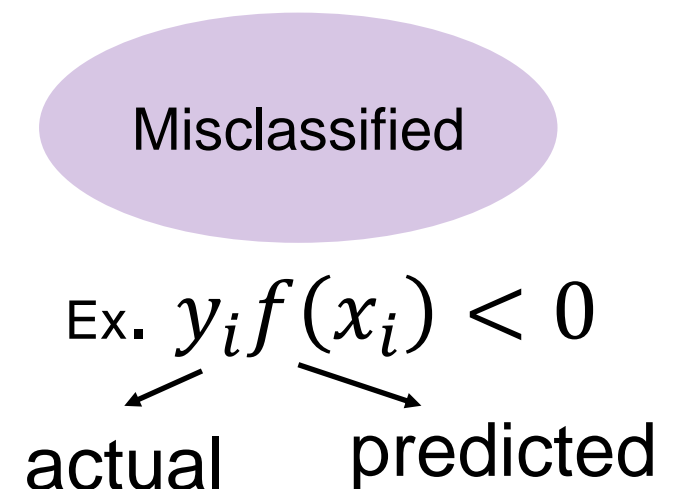 Misclassified
Ex. 𝑦ᵢ𝑓(𝑥ᵢ) < 0
actual predicted